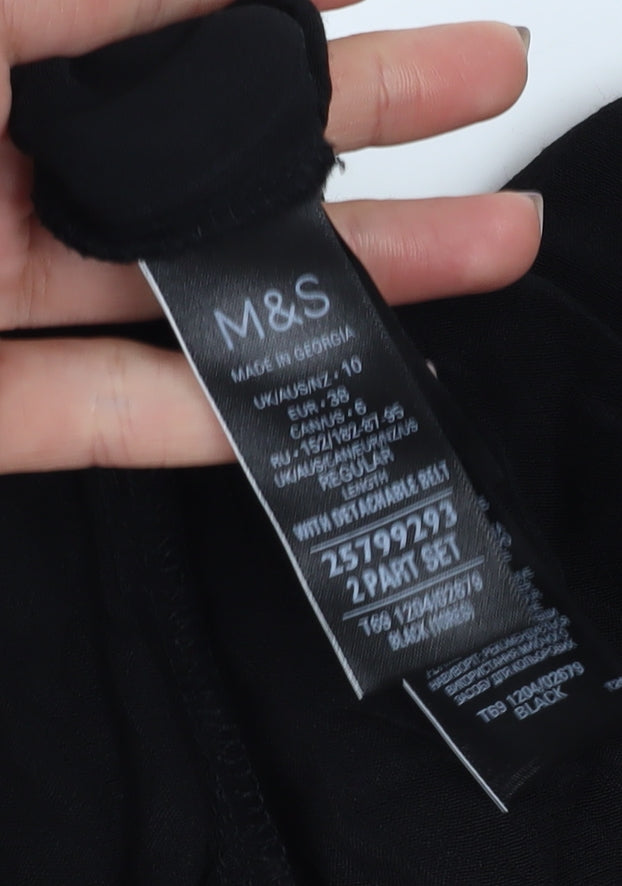 M&S
MADE IN GEORGIA
UK/AUS/NZ • 10
EUR • 38
CAN/US • 6
RU • 152/162-87-95
UK/AUS/CAN/EUR/NZ/US
REGULAR
LENGTH
WITH DETACHABLE BELT
25799293
2 PART SET
T69 1204/02679
BLACK
T69 1204/02679
BLACK